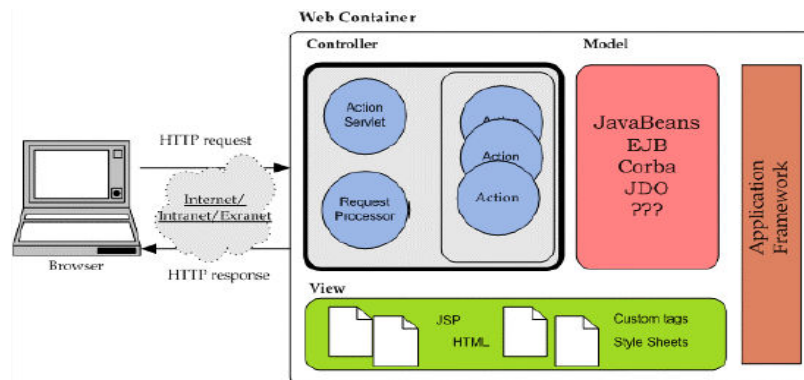 Web Container
Controller
Model
Action
Servlet
Action
Action
Action
Request
Processor
JavaBeans
EJB
Corba
JDO
???
Application
Framework
HTTP request
Internet/
Intranet/Exranet
Browser
HTTP response
View
JSP
HTML
Custom tags
Style Sheets